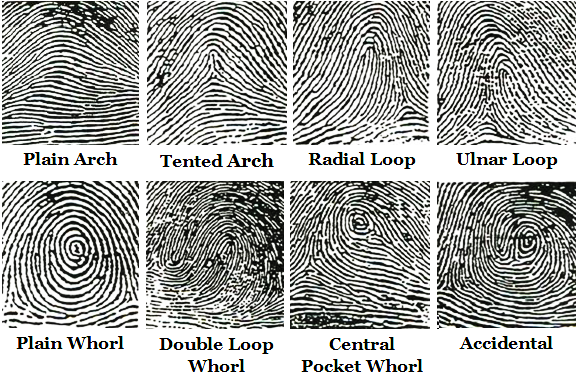 Plain Arch
Tented Arch
Radial Loop
Ulnar Loop
Plain Whorl
Double Loop
Whorl
Central
Pocket Whorl
Accidental